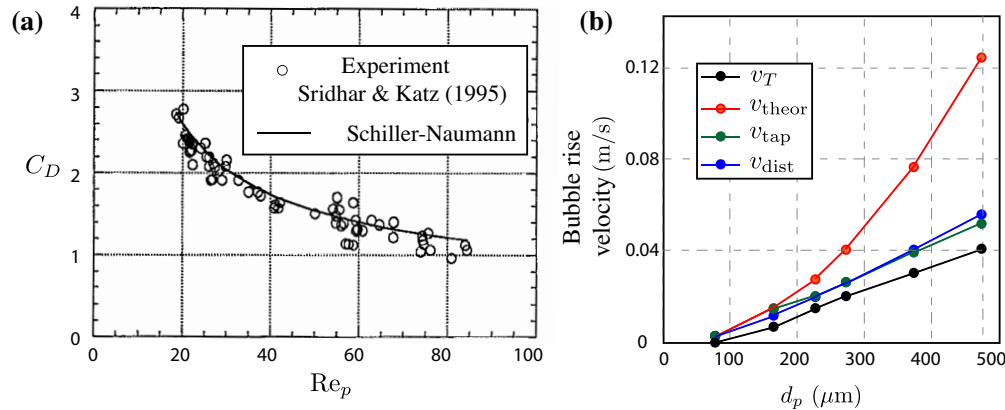 (a)
4
3
2
1
0
C_D
0
20
40
60
80
100
Re_p
Experiment
Sridhar & Katz (1995)
Schiller-Naumann
(b)
0.12
0.08
0.04
0
Bubble rise
velocity (m/s)
v_T
v_theor
v_tap
v_dist
100
200
300
400
500
d_p (μm)